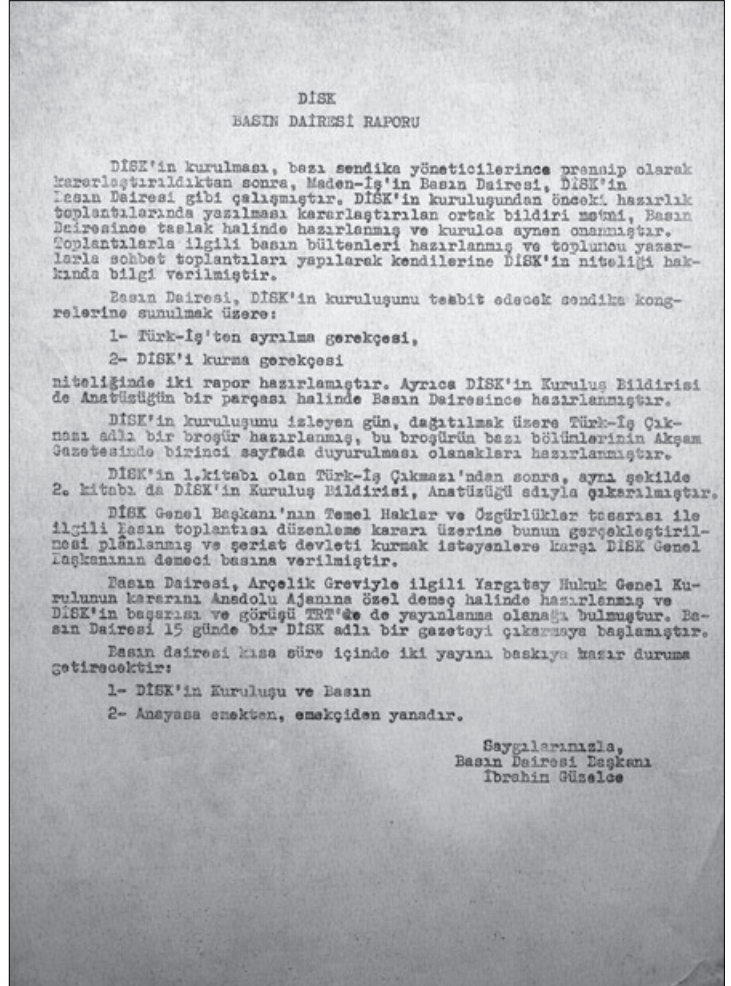 DİSK
BASIN DAİRESİ RAPORU
DİSK'in kurulması, bazı sendika yöneticilerince prensip olarak
kararlaştırıldıktan sonra, Maden-İş'in Basın Dairesi, DİSK'in
Basın Dairesi gibi çalışmıştır. DİSK'in kuruluşundan önceki hazırlık
toplantılarında yazılması kararlaştırılan ortak bildiri metni, Basın
Dairesince taslak halinde hazırlanmış ve kurulca aynen onanmıştır.
Toplantılarla ilgili basın bültenleri hazırlanmış ve toplumcu yazar-
larla sohbet toplantıları yapılarak kendilerine DİSK'in niteliği hak-
kında bilgi verilmiştir.
Basın Dairesi, DİSK'in kuruluşunu tesbit edecek sendika kong-
relerine sunulmak üzere:
1- Türk-İş'ten ayrılma gerekçesi,
2- DİSK'i kurma gerekçesi
niteliğinde iki rapor hazırlamıştır. Ayrıca DİSK'in Kuruluş Bildirisi
de Anatüzüğün bir parçası halinde Basın Dairesince hazırlanmıştır.
DİSK'in kuruluşunu izleyen gün, dağıtılmak üzere Türk-İş Çık-
mazı adlı bir broşür hazırlanmış, bu broşürün bazı bölümlerinin Akşam
Gazetesinde birinci sayfada duyurulması olanakları hazırlanmıştır.
DİSK'in 1.kitabı olan Türk-İş Çıkmazı'ndan sonra, aynı şekilde
2. kitabı da DİSK'in Kuruluş Bildirisi, Anatüzüğü adıyla çıkarılmıştır.
DİSK Genel Başkanı'nın Temel Haklar ve Özgürlükler tasarısı ile
ilgili Basın toplantısı düzenleme kararı üzerine bunun gerçekleştiril-
mesi plânlanmış ve şeriat devleti kurmak isteyenlere karşı DİSK Genel
Başkanının demeci basına verilmiştir.
Basın Dairesi, Arçelik Greviyle ilgili Yargıtay Hukuk Genel Ku-
rulunun kararını Anadolu Ajanına özel demeç halinde hazırlanmış ve
DİSK'in başarısı ve görüşü TRT'de de yayınlanma olanağı bulmuştur. Ba-
sın Dairesi 15 günde bir DİSK adlı bir gazeteyi çıkarmaya başlamıştır.
Basın dairesi kısa süre içinde iki yayını baskıya hazır duruma
getirecektir:
1- DİSK'in Kuruluşu ve Basın
2- Anayasa emekten, emekçiden yanadır.
Saygılarımızla,
Basın Dairesi Başkanı
İbrahim Güzelce